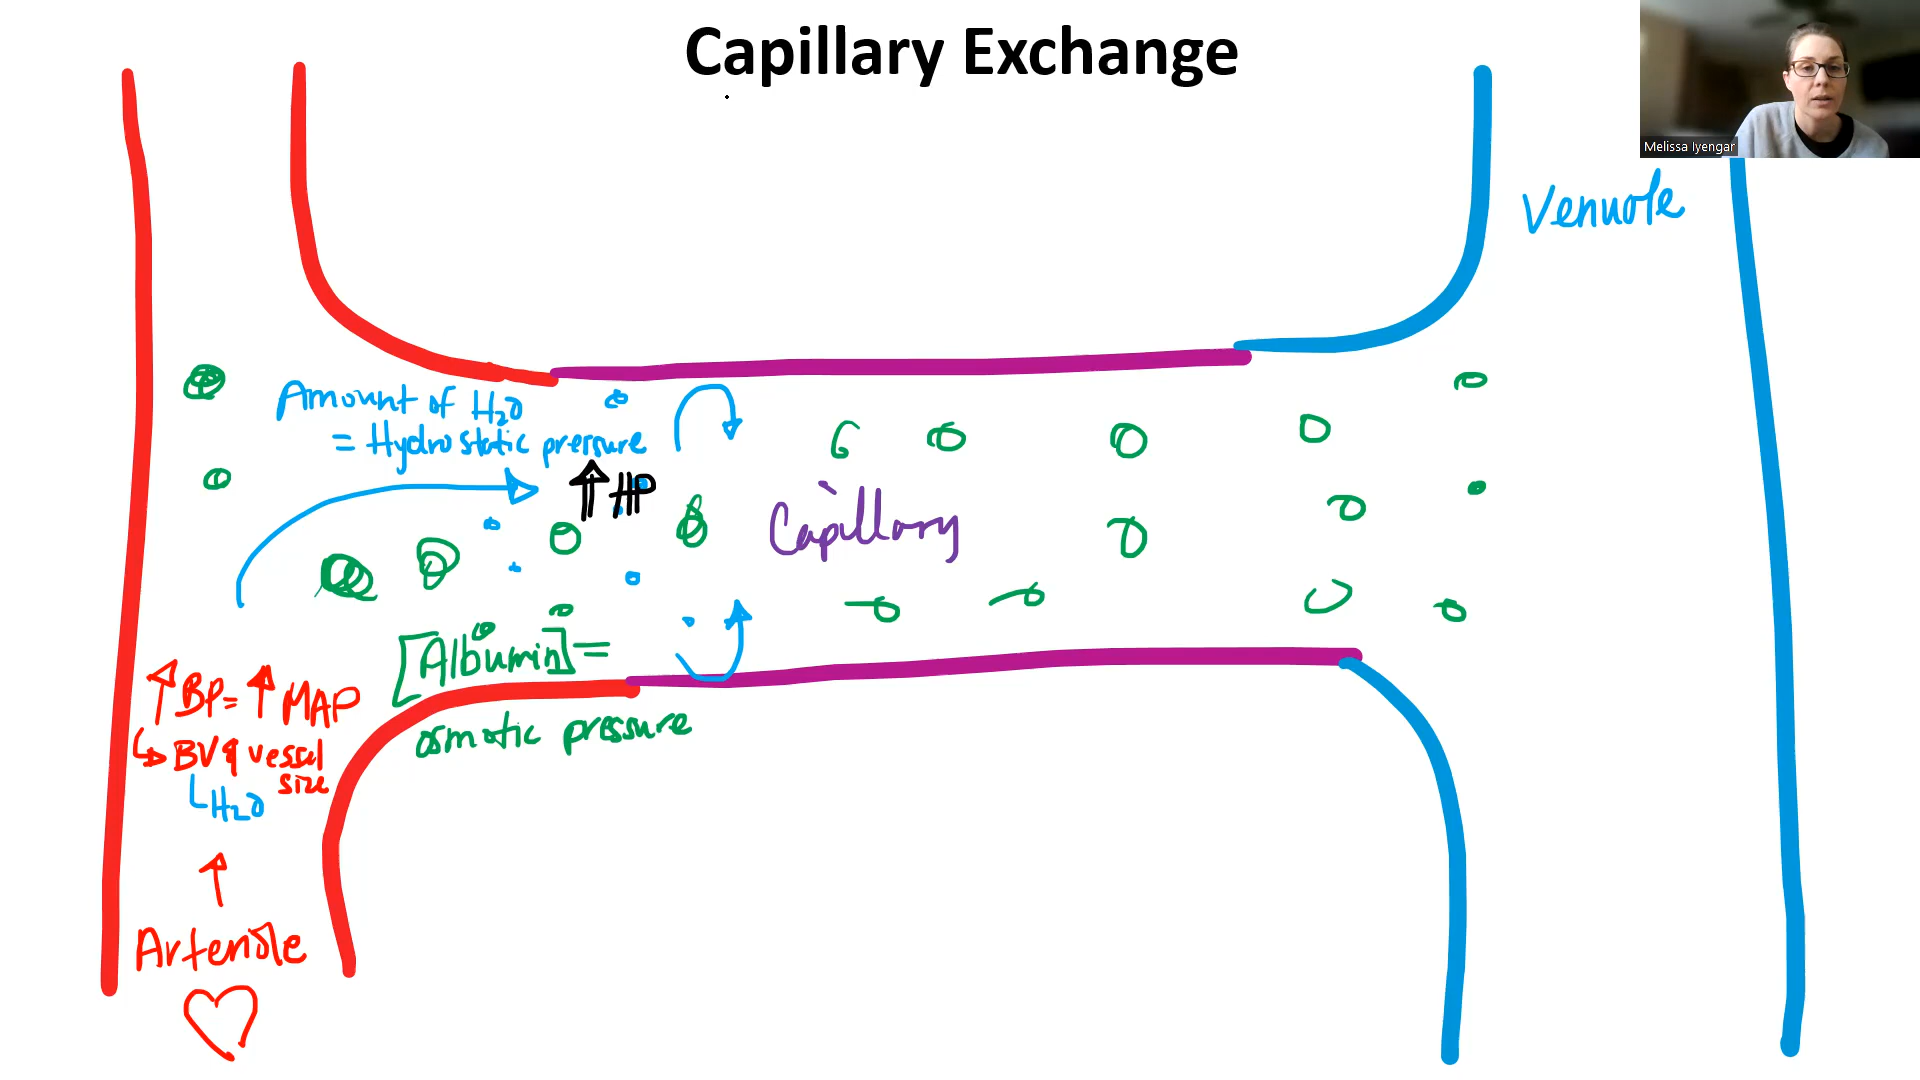 Capillary Exchange
Melissa Iyengar
Venuole
Amount of H2O
= Hydrostatic pressure
↑ HP
Capillary
[Albumin] =
osmotic pressure
↑ BP = ↑ MAP
↳ BV & vessel
size
└ H2O
↑
Arteriole